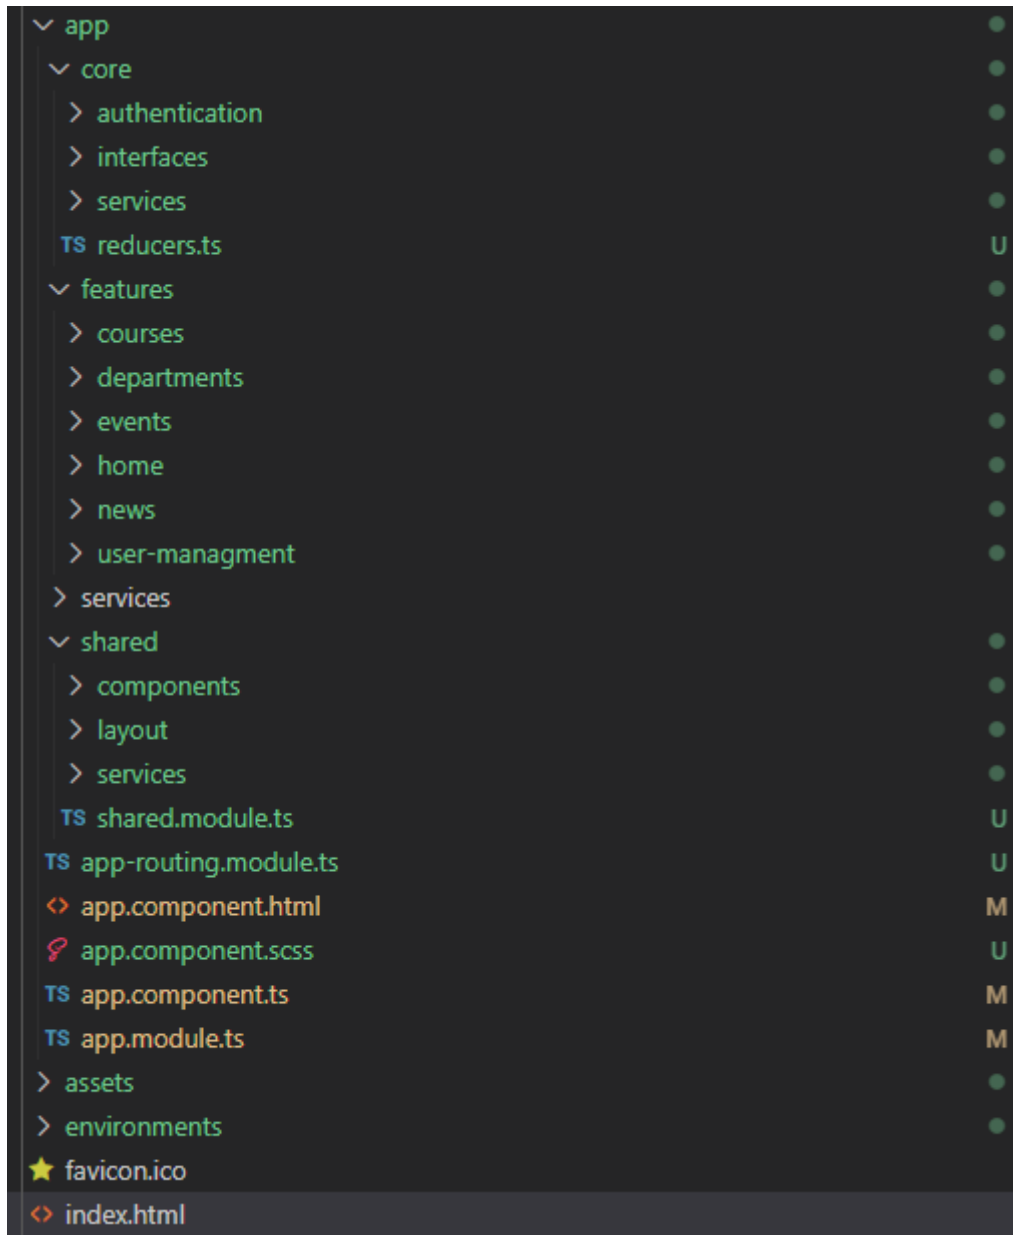 app
core
authentication
interfaces
services
TS reducers.ts U
features
courses
departments
events
home
news
user-managment
services
shared
components
layout
services
TS shared.module.ts U
TS app-routing.module.ts U
<> app.component.html M
app.component.scss U
TS app.component.ts M
TS app.module.ts M
assets
environments
favicon.ico
<> index.html